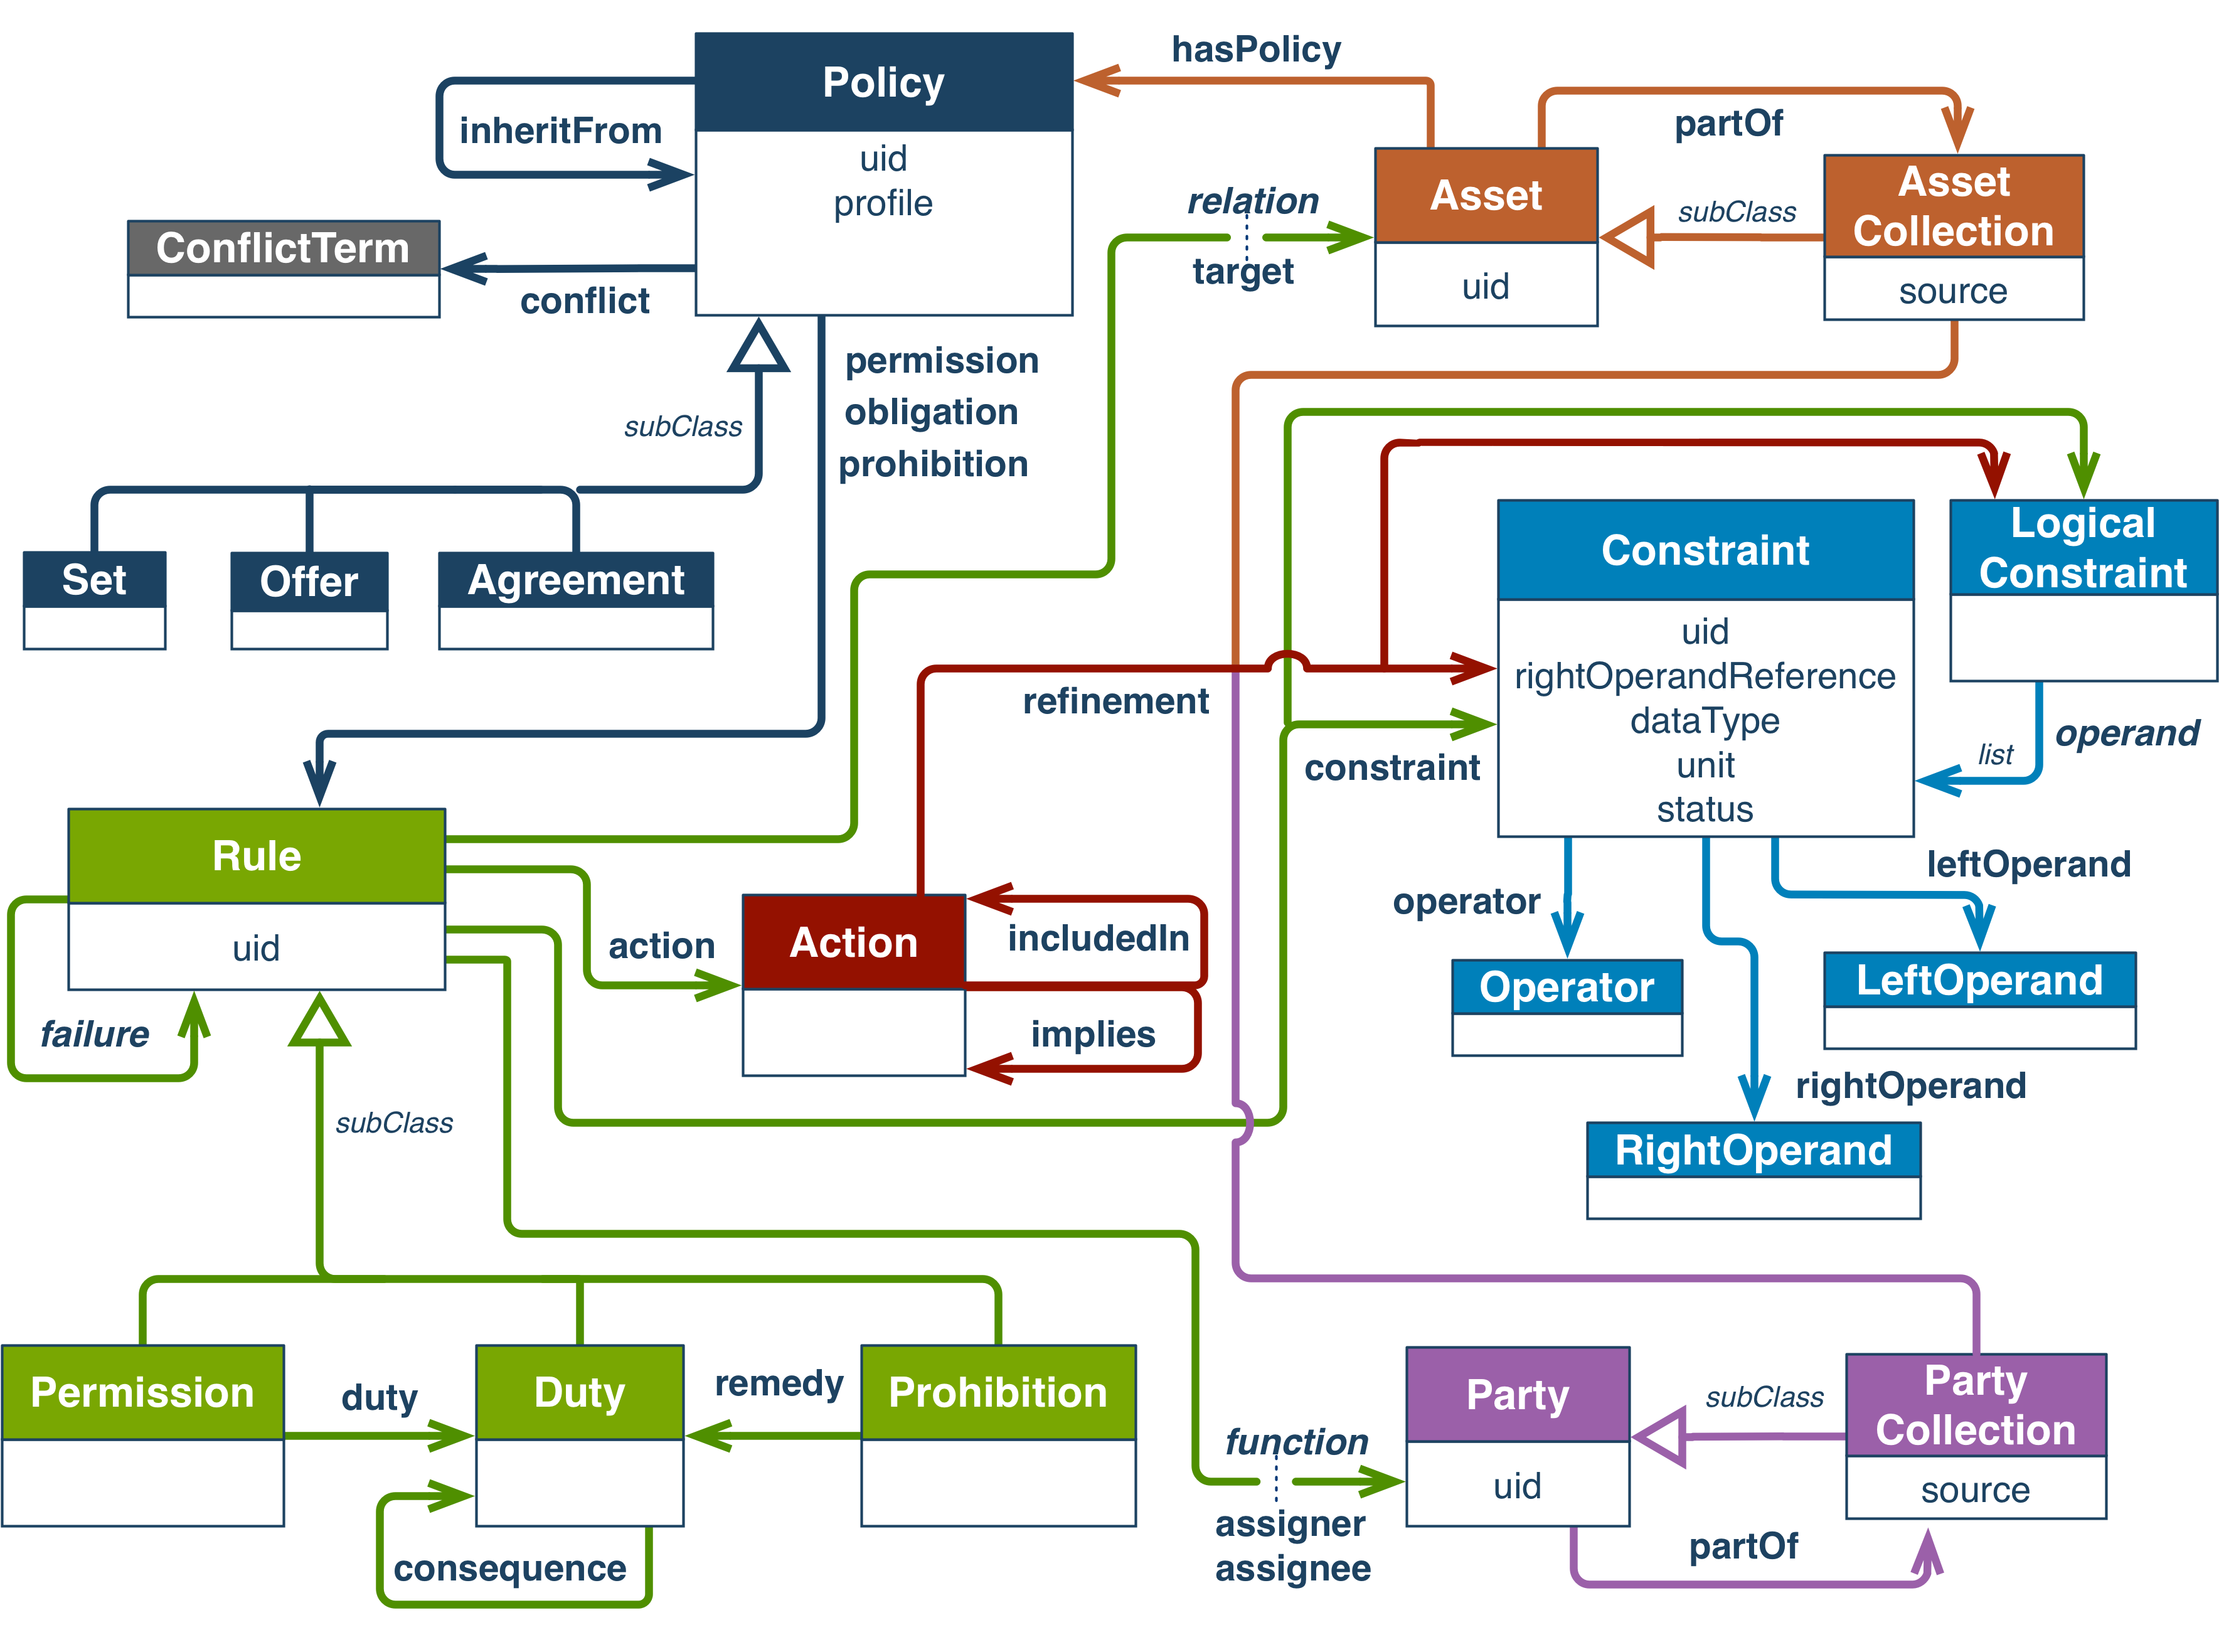 hasPolicy
Policy
inheritFrom
uid
profile
partOf
Asset
uid
Asset
Collection
source
subClass
relation
target
ConflictTerm
conflict
permission
obligation
prohibition
subClass
Set
Offer
Agreement
Constraint
uid
rightOperandReference
dataType
unit
status
Logical
Constraint
refinement
constraint
operand
list
Rule
uid
failure
action
Action
includedIn
implies
operator
leftOperand
Operator
LeftOperand
rightOperand
RightOperand
subClass
Permission
duty
Duty
remedy
Prohibition
consequence
function
assigner
assignee
Party
uid
subClass
Party
Collection
source
partOf